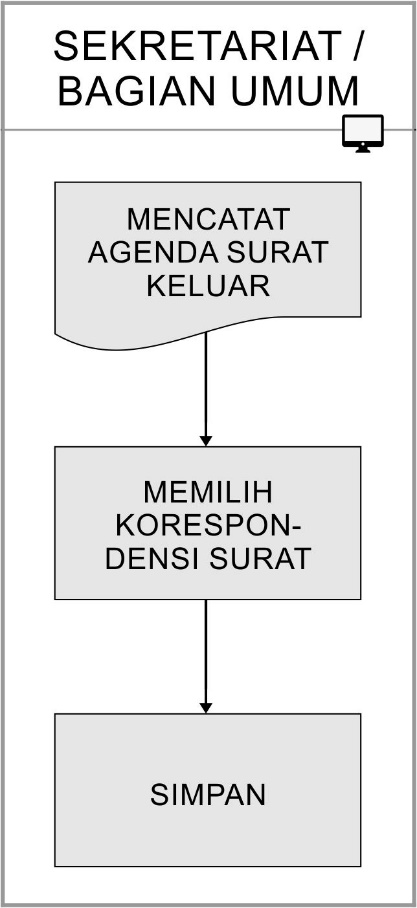 SEKRETARIAT /
BAGIAN UMUM
MENCATAT
AGENDA SURAT
KELUAR
MEMILIH
KORESPON-
DENSI SURAT
SIMPAN